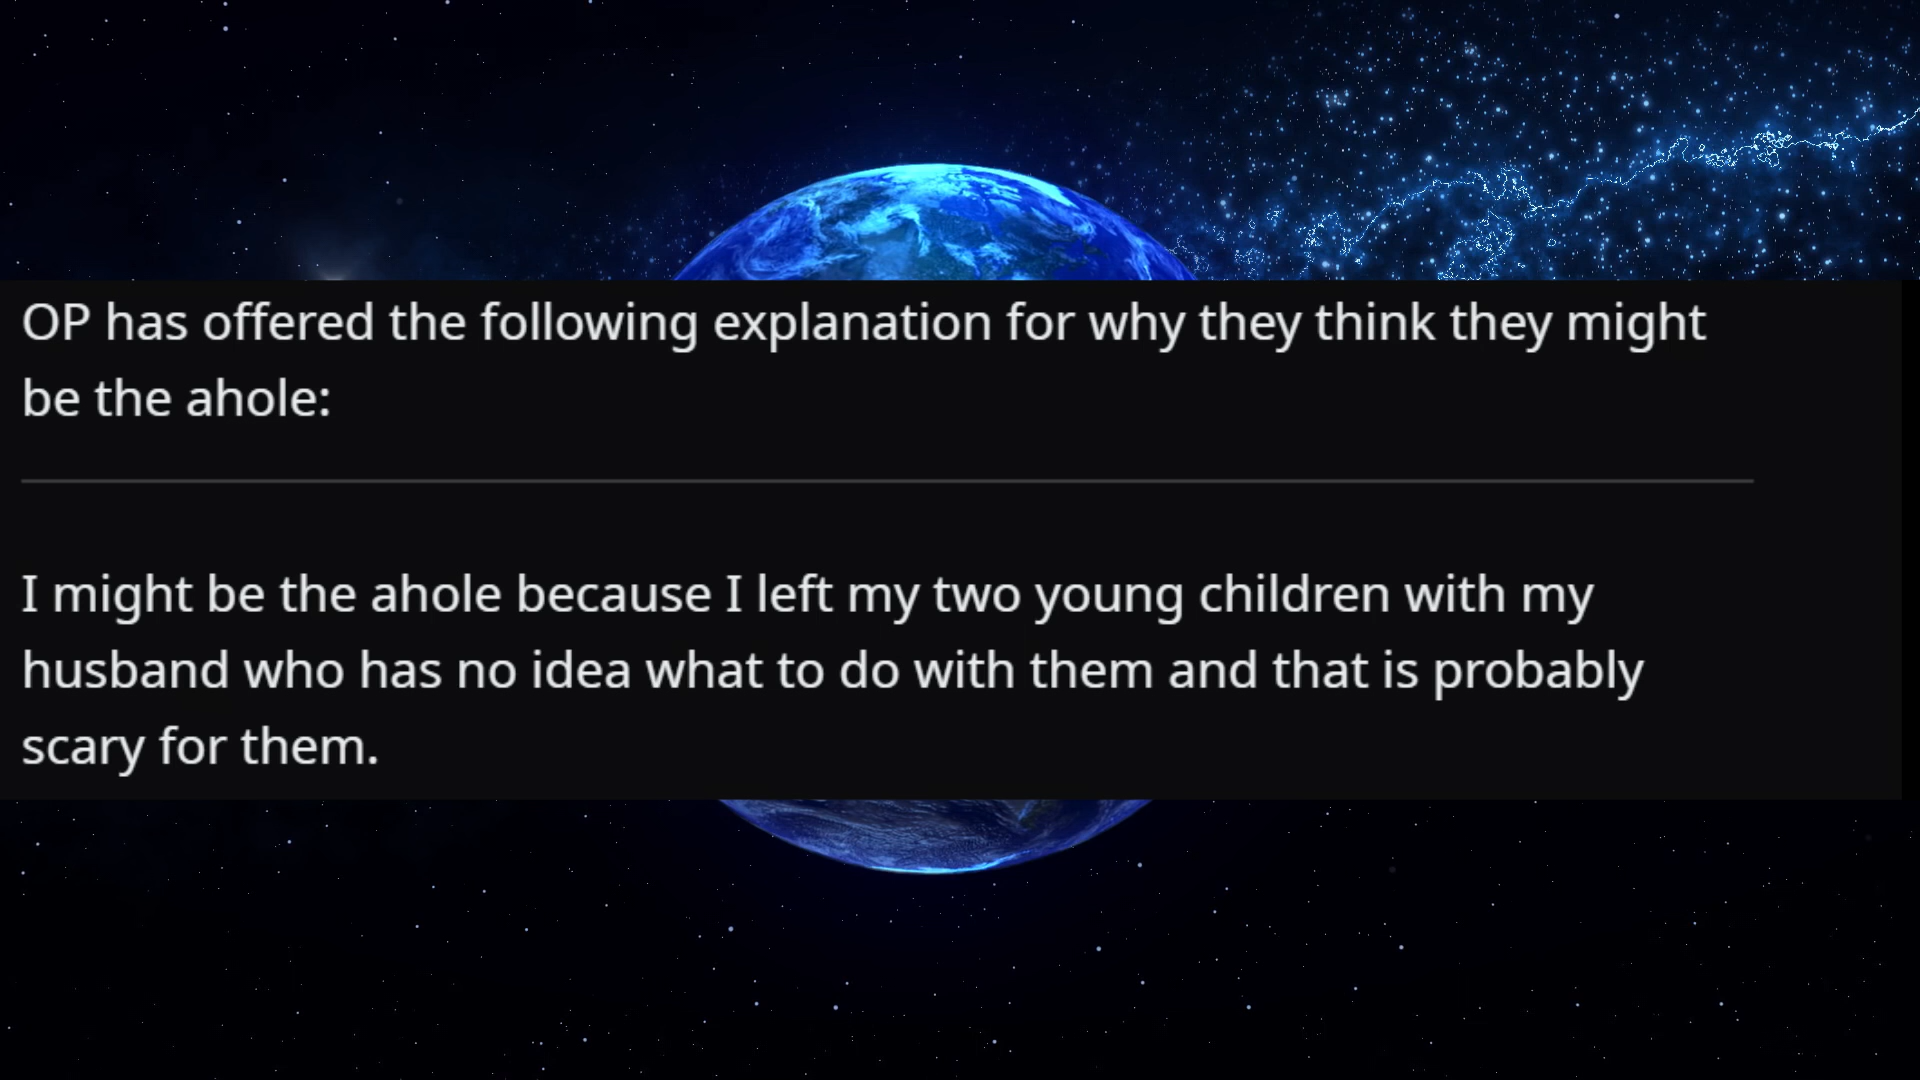 OP has offered the following explanation for why they think they might
be the ahole:
I might be the ahole because I left my two young children with my
husband who has no idea what to do with them and that is probably
scary for them.